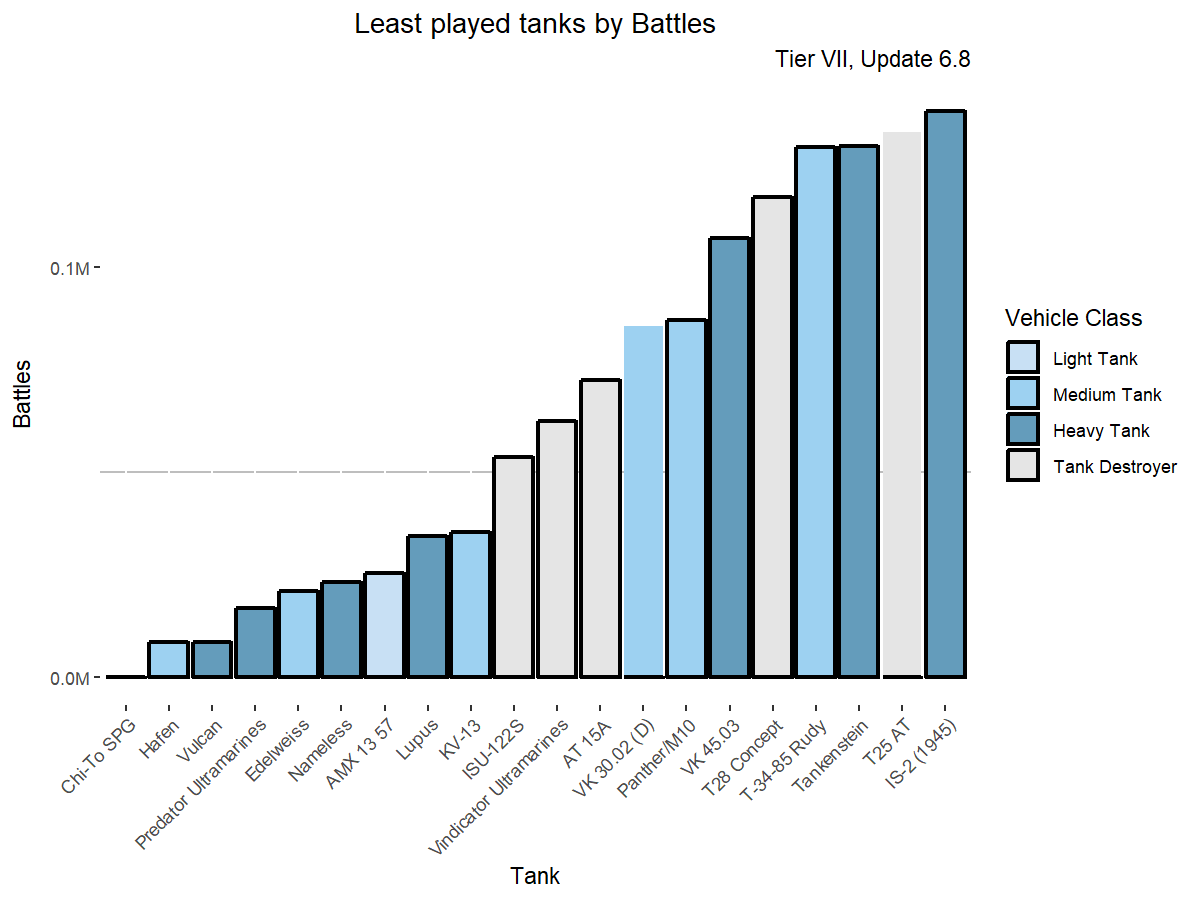 Least played tanks by Battles
Tier VII, Update 6.8
Battles
0.1M
0.0M
Chi-To SPG
Hafen
Vulcan
Predator Ultramarines
Edelweiss
Nameless
AMX 13 57
Lupus
KV-13
ISU-122S
Vindicator Ultramarines
AT 15A
VK 30.02 (D)
Panther/M10
VK 45.03
T28 Concept
T-34-85 Rudy
Tankenstein
T25 AT
IS-2 (1945)
Tank
Vehicle Class
Light Tank
Medium Tank
Heavy Tank
Tank Destroyer